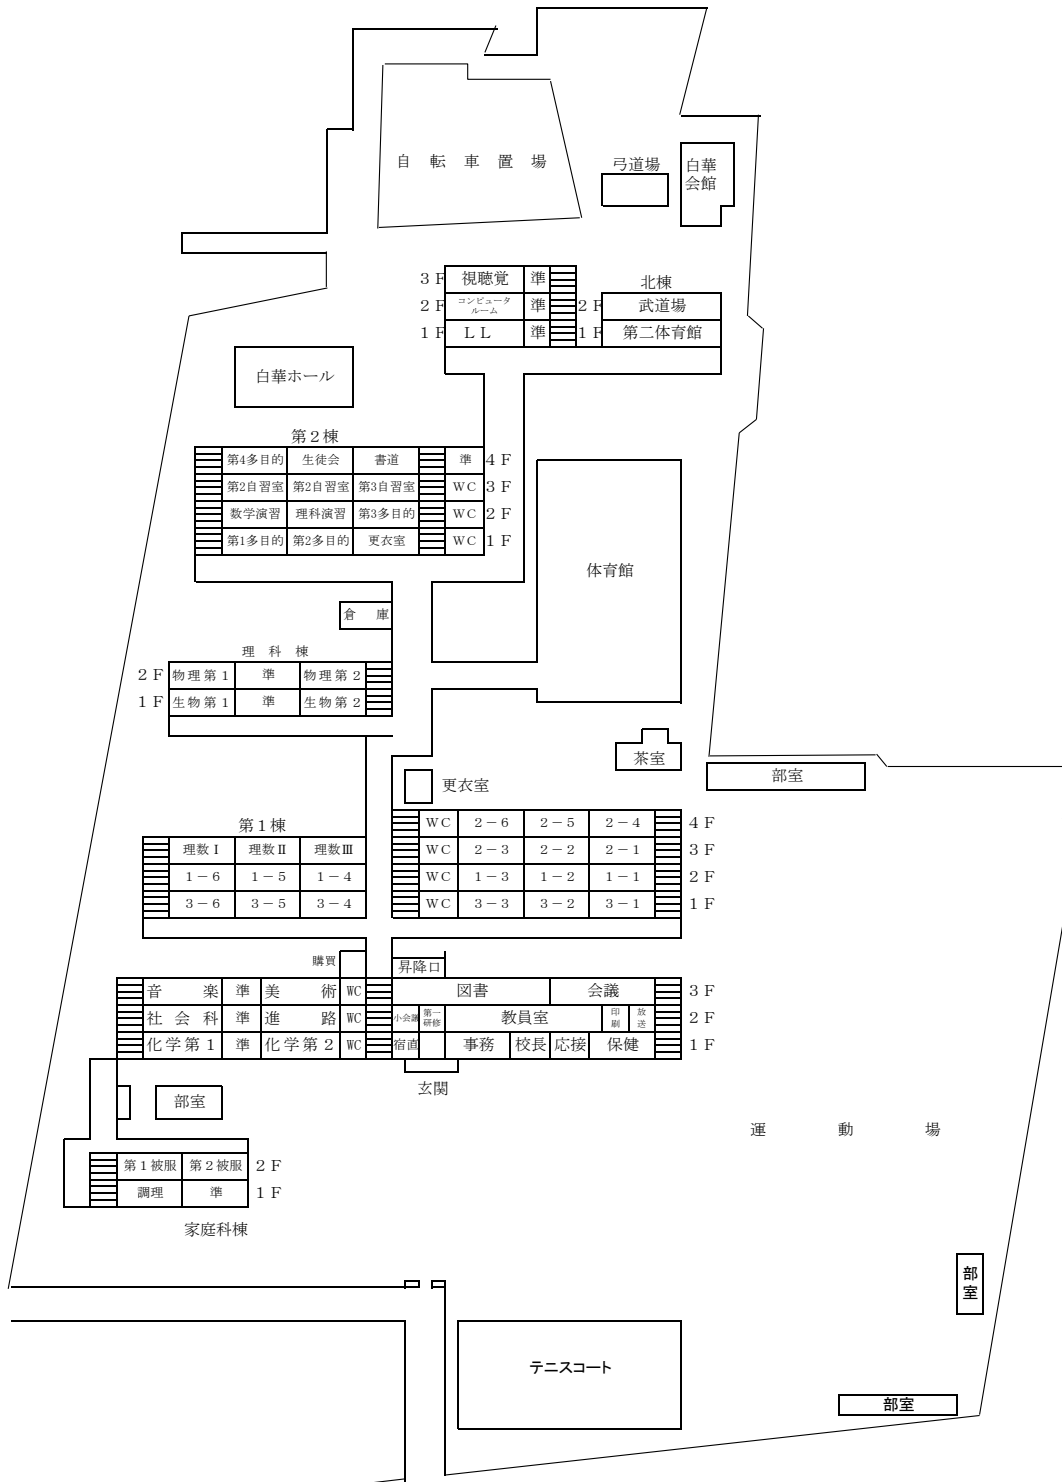 自転車置場
弓道場
白華
会館
3F 視聴覚 準
北棟
2F コンピュータ
ルーム 準 2F 武道場
1F LL 準 1F 第二体育館
白華ホール
第2棟
第4多目的 生徒会 書道 準 4F
第2自習室 第2自習室 第3自習室 WC 3F
数学演習 理科演習 第3多目的 WC 2F
第1多目的 第2多目的 更衣室 WC 1F
体育館
倉庫
理科棟
2F 物理第1 準 物理第2
1F 生物第1 準 生物第2
茶室
部室
更衣室
第1棟
WC 2-6 2-5 2-4 4F
理数Ⅰ 理数Ⅱ 理数Ⅲ WC 2-3 2-2 2-1 3F
1-6 1-5 1-4 WC 1-3 1-2 1-1 2F
3-6 3-5 3-4 WC 3-3 3-2 3-1 1F
購買 昇降口
音楽 準 美術 WC 図書 会議 3F
社会科 準 進路 WC 小会議 第一
研修 教員室 印
刷 放
送 2F
化学第1 準 化学第2 WC 宿直 事務 校長 応接 保健 1F
玄関
部室
運動場
第1被服 第2被服 2F
調理 準 1F
家庭科棟
部
室
テニスコート
部室